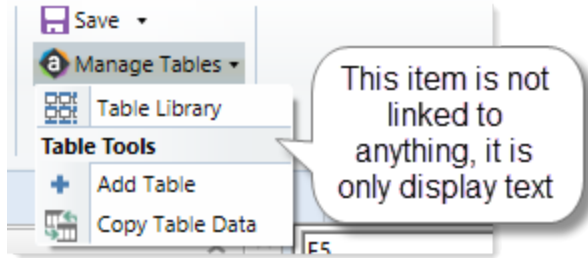 Save
Manage Tables
Table Library
Table Tools
Add Table
Copy Table Data
This item is not
linked to
anything, it is
only display text
F5